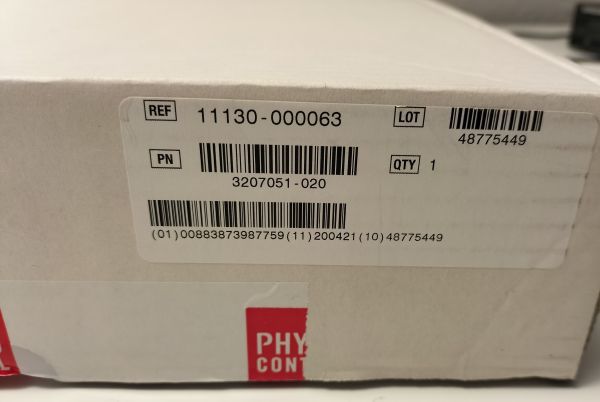 REF 11130-000063 LOT
48775449
PN 3207051-020 QTY 1
(01)00883873987759(11)200421(10)48775449
PHY
CONT